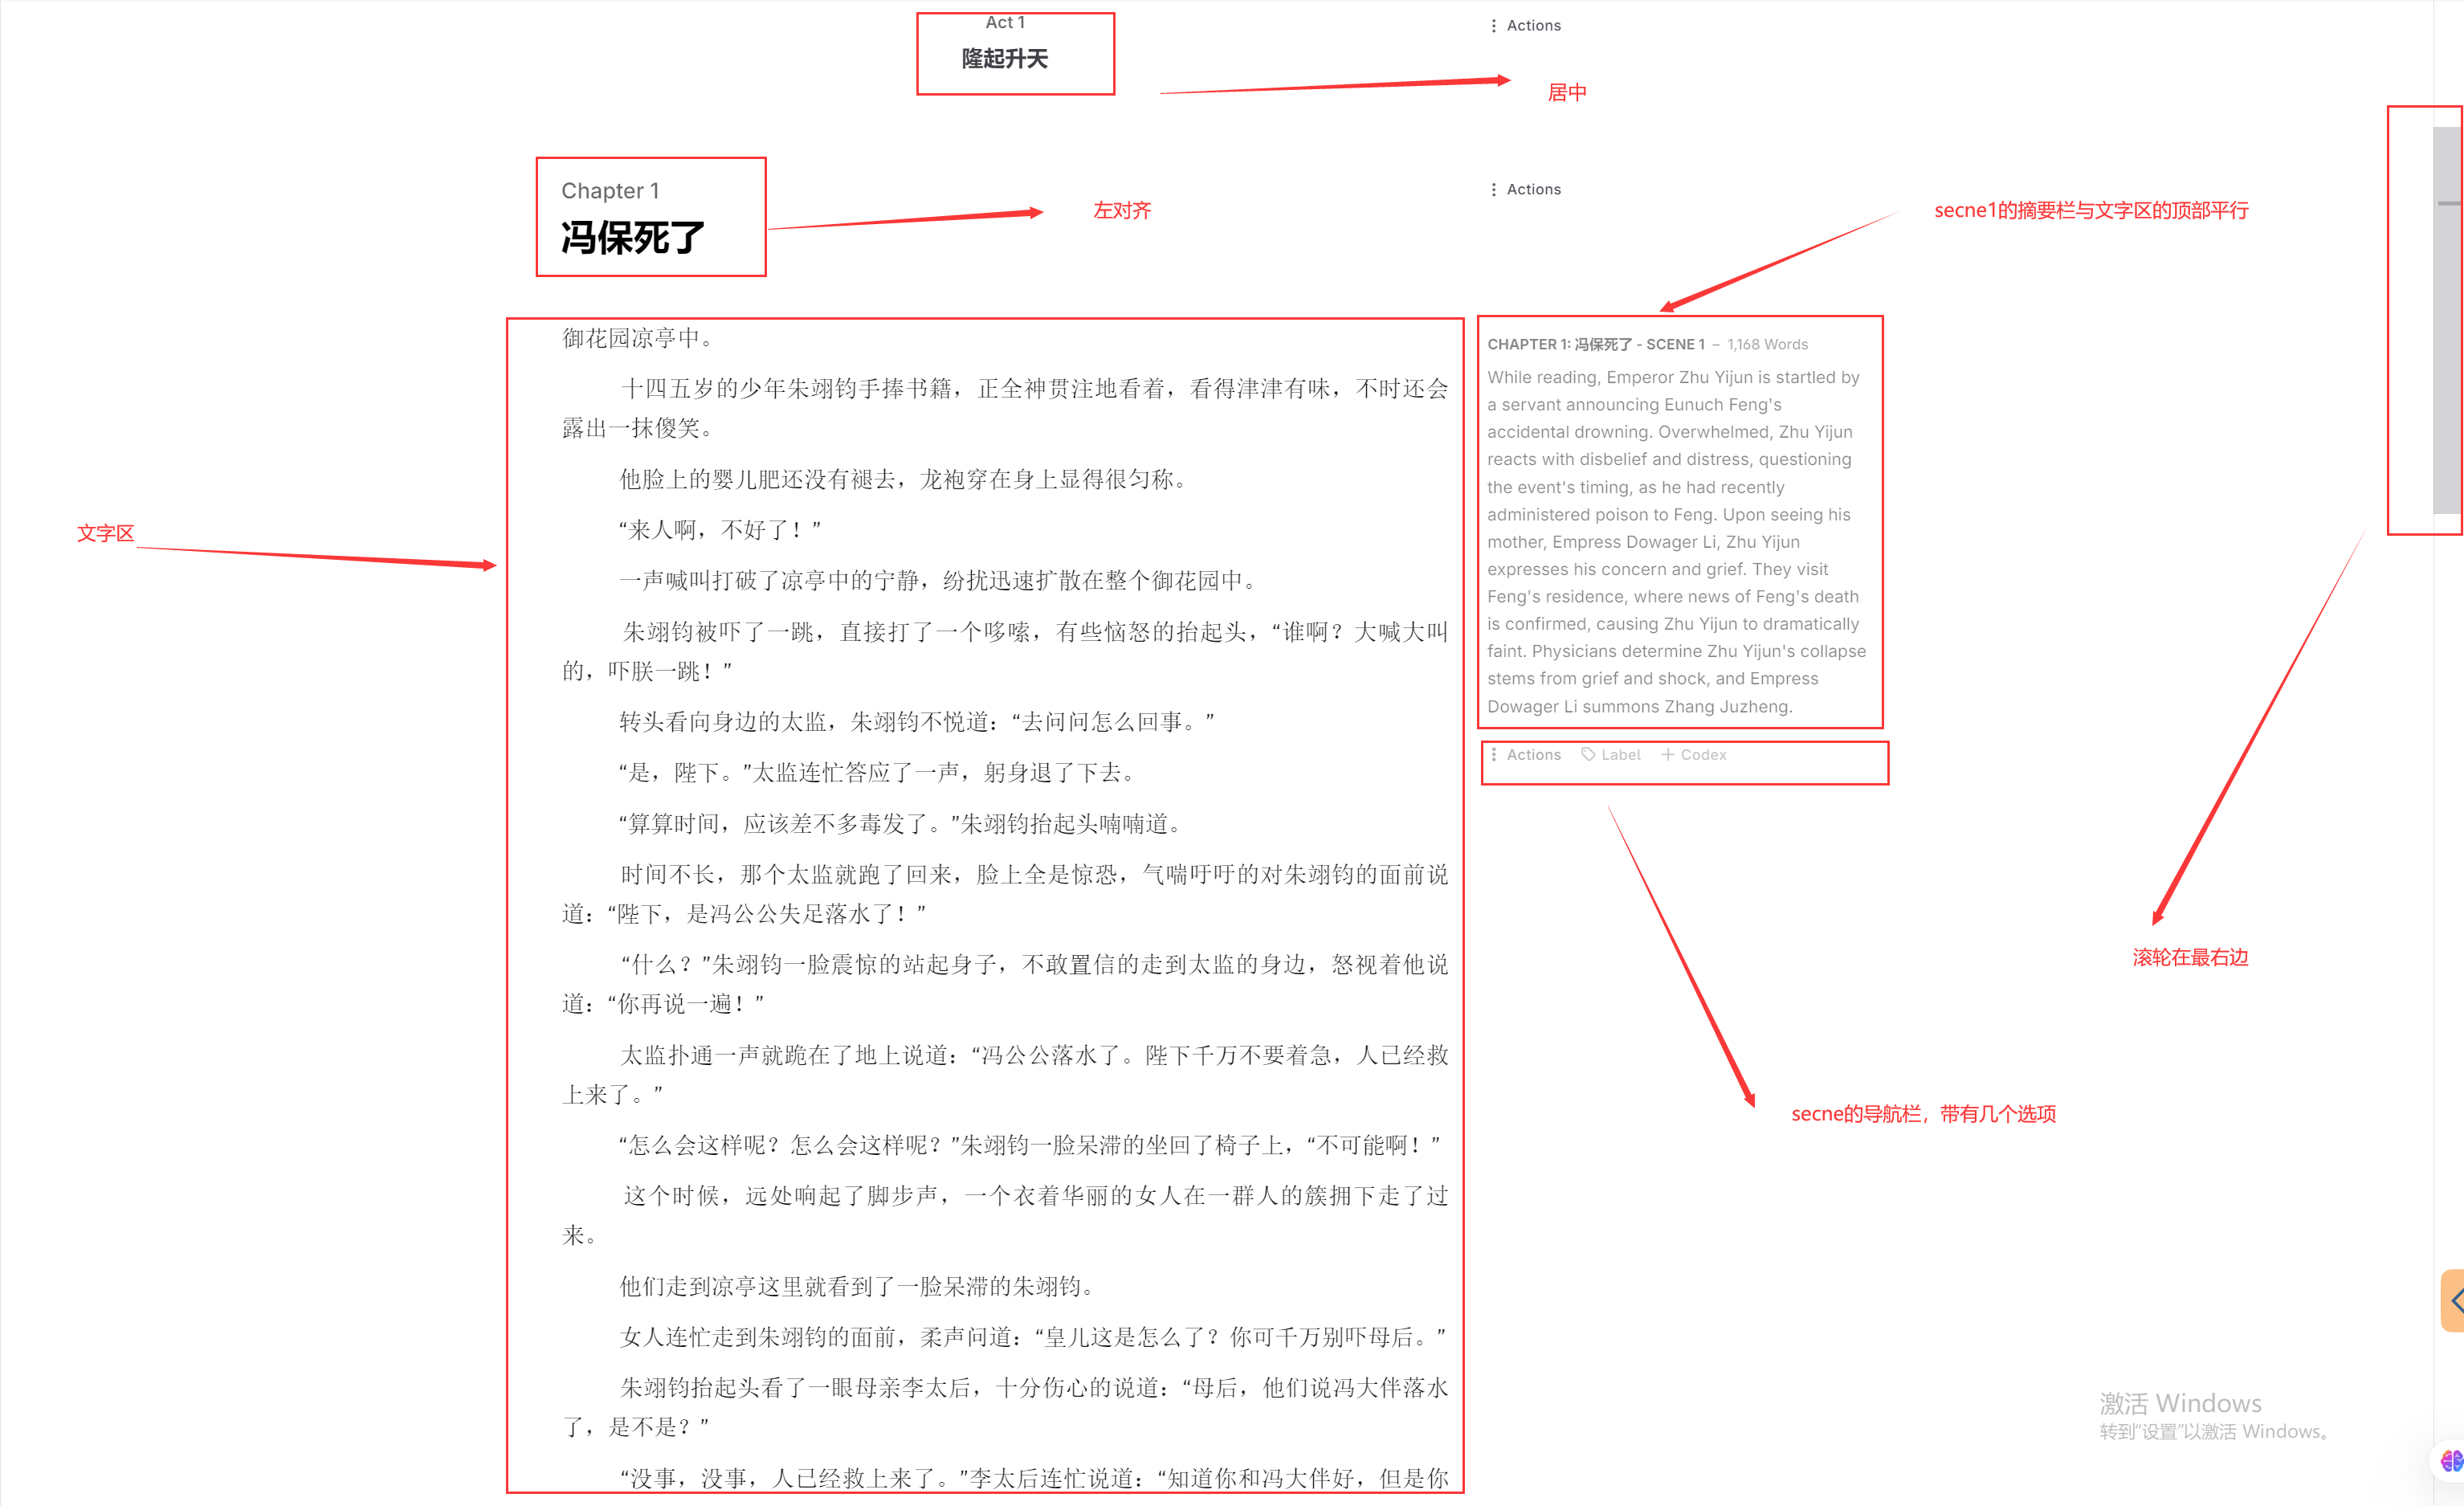 Act 1
隆起升天
Actions
居中
Chapter 1
冯保死了
Actions
左对齐
secne1的摘要栏与文字区的顶部平行
文字区
御花园凉亭中。
十四五岁的少年朱翊钧手捧书籍，正全神贯注地看着，看得津津有味，不时还会
露出一抹傻笑。
他脸上的婴儿肥还没有褪去，龙袍穿在身上显得很匀称。
“来人啊，不好了！”
一声喊叫打破了凉亭中的宁静，纷扰迅速扩散在整个御花园中。
朱翊钧被吓了一跳，直接打了一个哆嗦，有些恼怒的抬起头，“谁啊？大喊大叫
的，吓朕一跳！”
转头看向身边的太监，朱翊钧不悦道：“去问问怎么回事。”
“是，陛下。”太监连忙答应了一声，躬身退了下去。
“算算时间，应该差不多毒发了。”朱翊钧抬起头喃喃道。
时间不长，那个太监就跑了回来，脸上全是惊恐，气喘吁吁的对朱翊钧的面前说
道：“陛下，是冯公公失足落水了！”
“什么？”朱翊钧一脸震惊的站起身子，不敢置信的走到太监的身边，怒视着他说
道：“你再说一遍！”
太监扑通一声就跪在了地上说道：“冯公公落水了。陛下千万不要着急，人已经救
上来了。”
“怎么会这样呢？怎么会这样呢？”朱翊钧一脸呆滞的坐回了椅子上，“不可能啊！”
这个时候，远处响起了脚步声，一个衣着华丽的女人在一群人的簇拥下走了过
来。
他们走到凉亭这里就看到了一脸呆滞的朱翊钧。
女人连忙走到朱翊钧的面前，柔声问道：“皇儿这是怎么了？你可千万别吓母后。”
朱翊钧抬起头看了一眼母亲李太后，十分伤心的说道：“母后，他们说冯大伴落水
了，是不是？”
“没事，没事，人已经救上来了。”李太后连忙说道：“知道你和冯大伴好，但是你
CHAPTER 1: 冯保死了 - SCENE 1 – 1,168 Words
While reading, Emperor Zhu Yijun is startled by
a servant announcing Eunuch Feng's
accidental drowning. Overwhelmed, Zhu Yijun
reacts with disbelief and distress, questioning
the event's timing, as he had recently
administered poison to Feng. Upon seeing his
mother, Empress Dowager Li, Zhu Yijun
expresses his concern and grief. They visit
Feng's residence, where news of Feng's death
is confirmed, causing Zhu Yijun to dramatically
faint. Physicians determine Zhu Yijun's collapse
stems from grief and shock, and Empress
Dowager Li summons Zhang Juzheng.
Actions Label + Codex
滚轮在最右边
secne的导航栏，带有几个选项
激活 Windows
转到“设置”以激活 Windows。